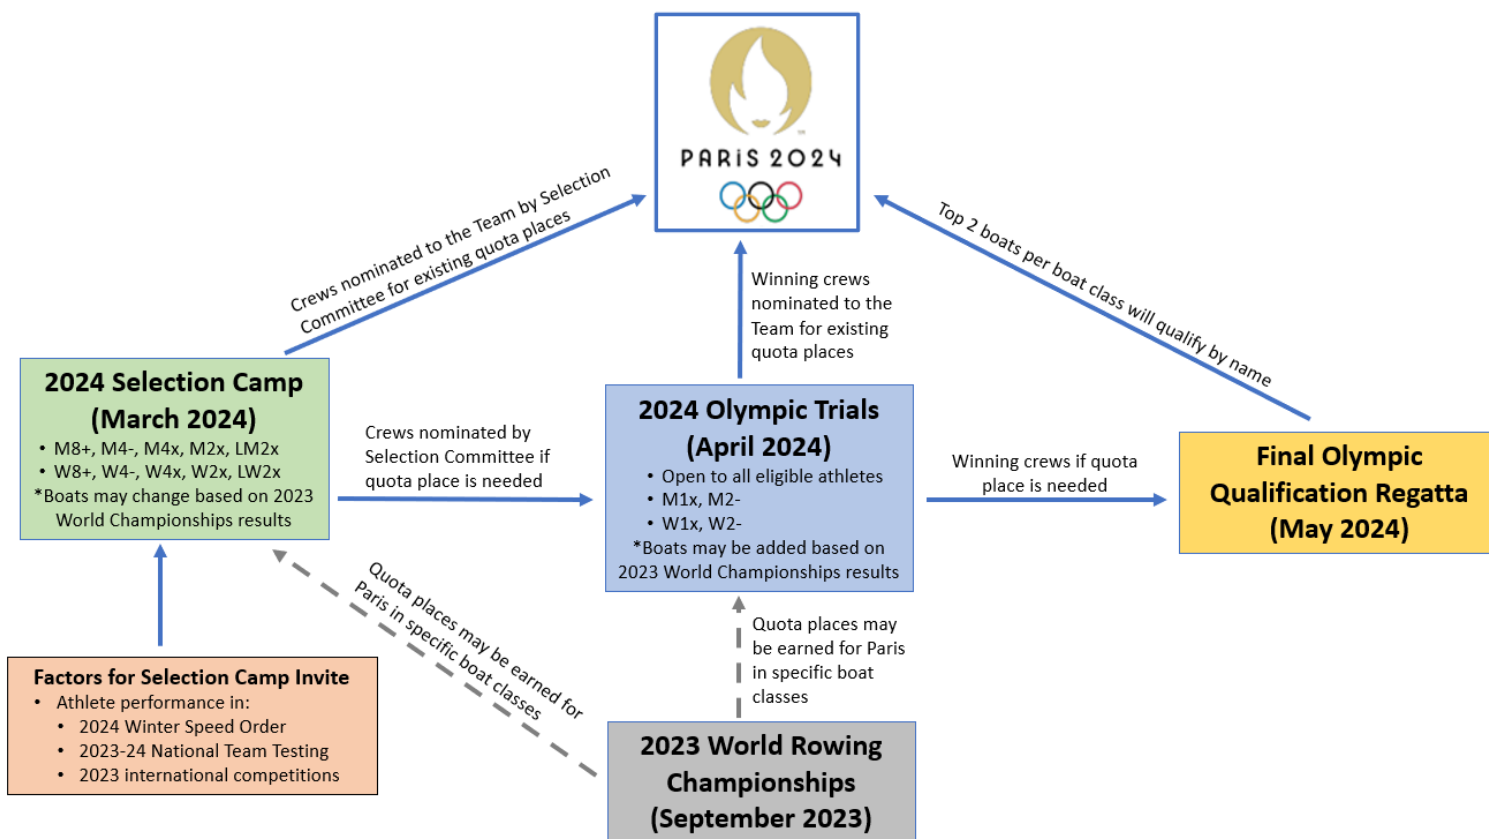 PARIS 2024
Crews nominated to the Team by Selection
Committee for existing quota places
Winning crews
nominated to the
Team for existing
quota places
Top 2 boats per boat class will qualify by name
2024 Selection Camp
(March 2024)
• M8+, M4-, M4x, M2x, LM2x
• W8+, W4-, W4x, W2x, LW2x
*Boats may change based on 2023
World Championships results
Crews nominated by
Selection Committee if
quota place is needed
2024 Olympic Trials
(April 2024)
• Open to all eligible athletes
• M1x, M2-
• W1x, W2-
*Boats may be added based on
2023 World Championships results
Winning crews if quota
place is needed
Final Olympic
Qualification Regatta
(May 2024)
Quota places may be earned for
Paris in specific boat classes
Quota places may
be earned for Paris
in specific boat
classes
Factors for Selection Camp Invite
• Athlete performance in:
• 2024 Winter Speed Order
• 2023-24 National Team Testing
• 2023 international competitions
2023 World Rowing
Championships
(September 2023)